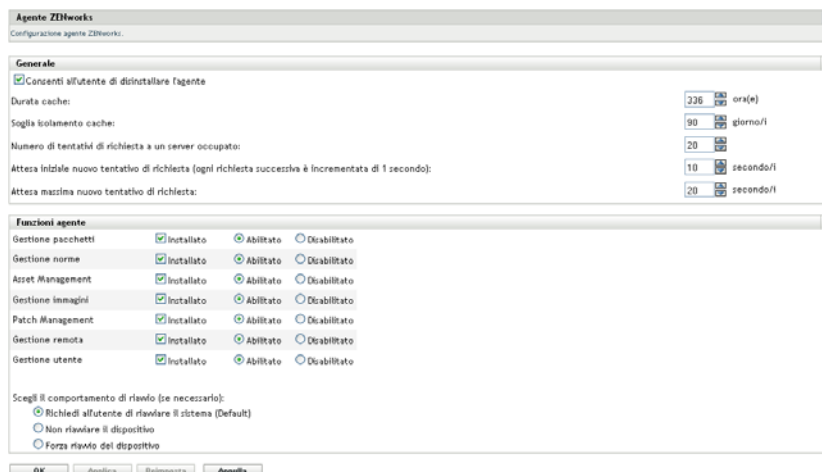 Agente ZENworks
Configurazione agente ZENworks.
Generale
Consenti all'utente di disinstallare l'agente
Durata cache: 336 ora(e)
Soglia isolamento cache: 90 giorno/i
Numero di tentativi di richiesta a un server occupato: 20
Attesa iniziale nuovo tentativo di richiesta (ogni richiesta successiva è incrementata di 1 secondo): 10 secondo/i
Attesa massima nuovo tentativo di richiesta: 20 secondo/i
Funzioni agente
Gestione pacchetti Installato Abilitato Disabilitato
Gestione norme Installato Abilitato Disabilitato
Asset Management Installato Abilitato Disabilitato
Gestione immagini Installato Abilitato Disabilitato
Patch Management Installato Abilitato Disabilitato
Gestione remota Installato Abilitato Disabilitato
Gestione utente Installato Abilitato Disabilitato
Scegli il comportamento di riavvio (se necessario):
Richiedi all'utente di riavviare il sistema (Default)
Non riavviare il dispositivo
Forza riavvio del dispositivo
OK Applica Reimposta Annulla